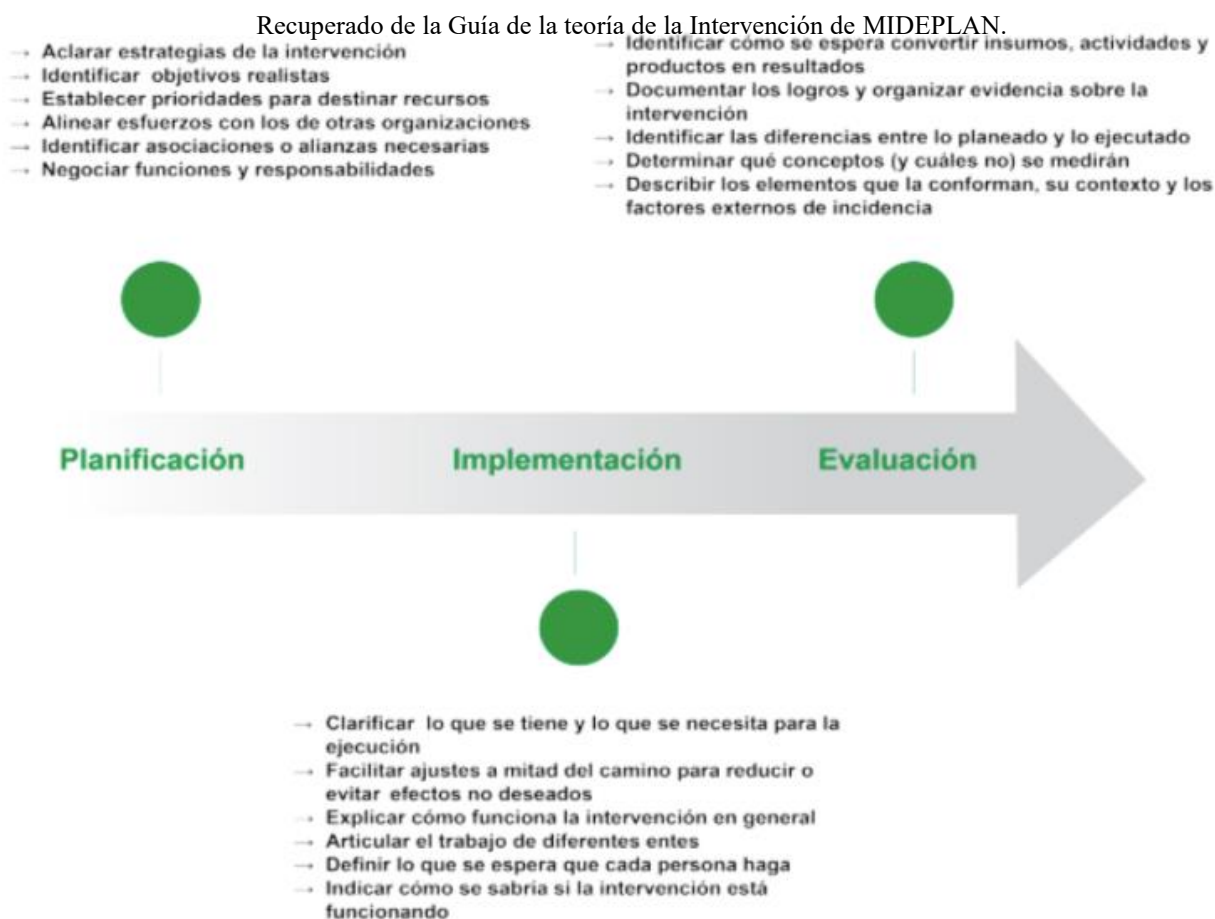 Recuperado de la Guía de la teoría de la Intervención de MIDEPLAN.
→ Aclarar estrategias de la intervención
→ Identificar objetivos realistas
→ Establecer prioridades para destinar recursos
→ Alinear esfuerzos con los de otras organizaciones
→ Identificar asociaciones o alianzas necesarias
→ Negociar funciones y responsabilidades
→ Identificar cómo se espera convertir insumos, actividades y
productos en resultados
→ Documentar los logros y organizar evidencia sobre la
intervención
→ Identificar las diferencias entre lo planeado y lo ejecutado
→ Determinar qué conceptos (y cuáles no) se medirán
→ Describir los elementos que la conforman, su contexto y los
factores externos de incidencia
Planificación
Implementación
Evaluación
→ Clarificar lo que se tiene y lo que se necesita para la
ejecución
→ Facilitar ajustes a mitad del camino para reducir o
evitar efectos no deseados
→ Explicar cómo funciona la intervención en general
→ Articular el trabajo de diferentes entes
→ Definir lo que se espera que cada persona haga
→ Indicar cómo se sabría si la intervención está
funcionando